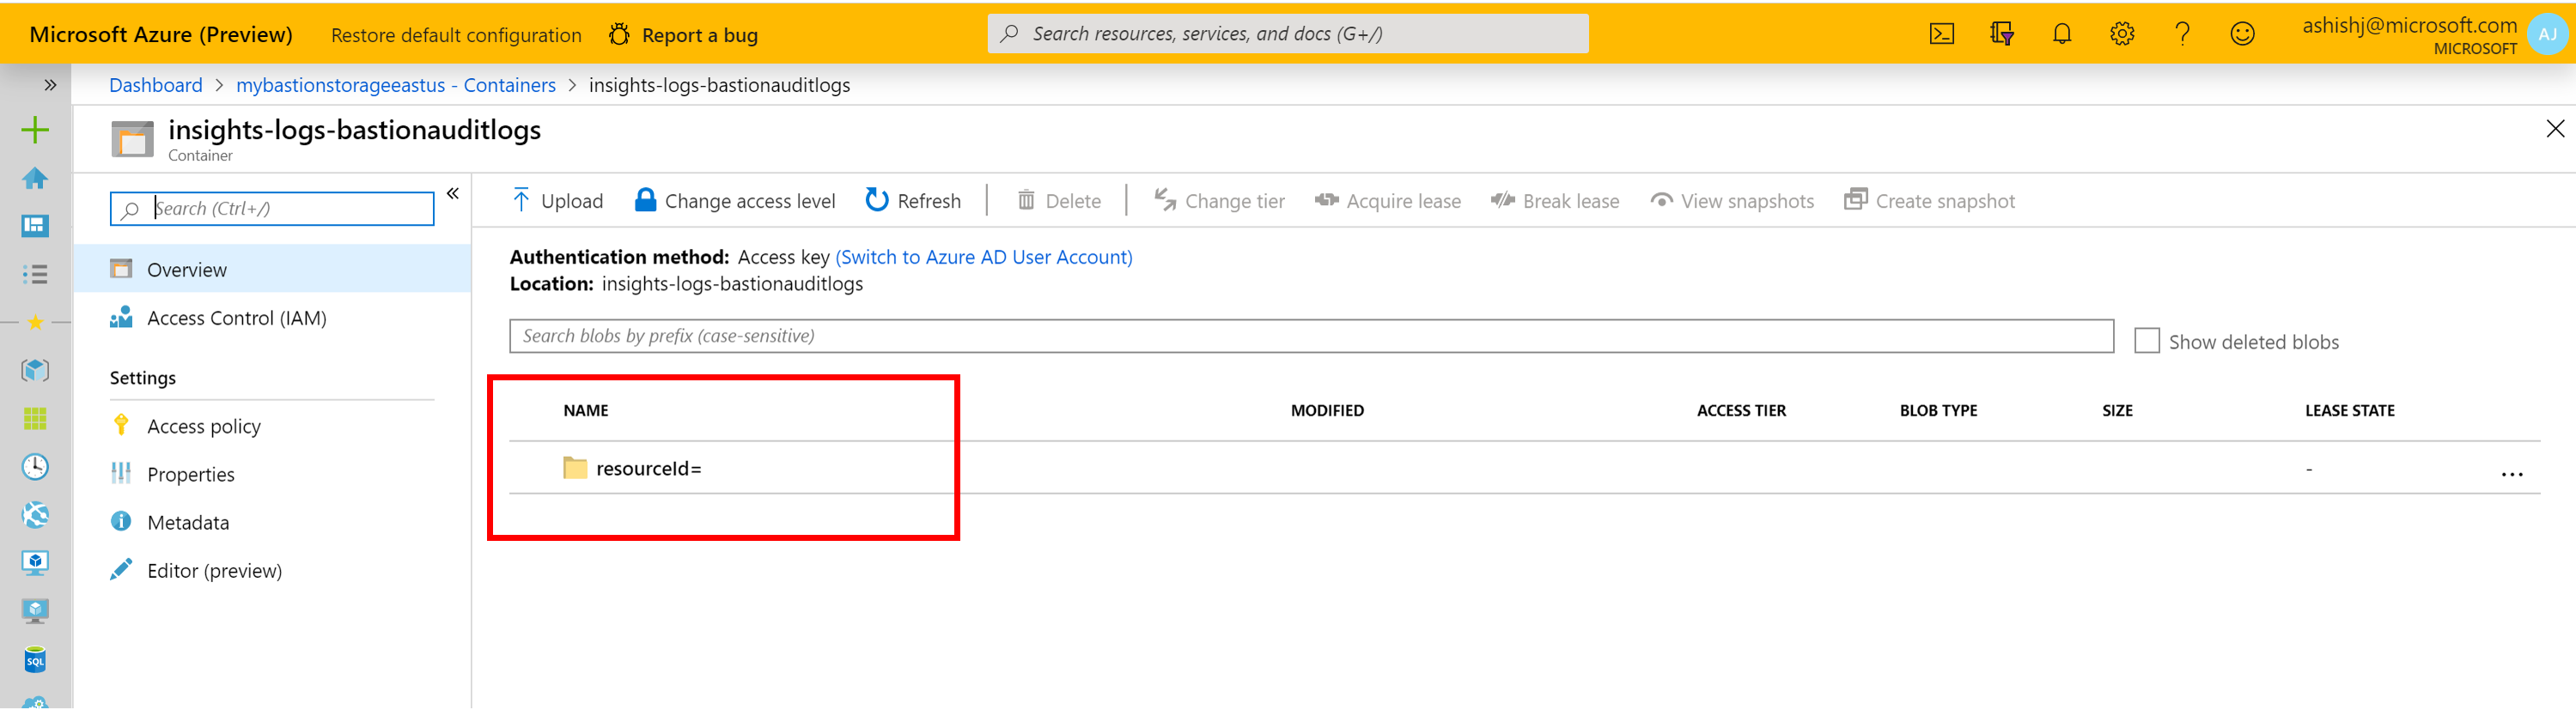 Microsoft Azure (Preview) Restore default configuration Report a bug Search resources, services, and docs (G+/) ashishj@microsoft.com
MICROSOFT
AJ
Dashboard > mybastionstorageeastus - Containers > insights-logs-bastionauditlogs
insights-logs-bastionauditlogs
Container
Search (Ctrl+/)
Overview
Access Control (IAM)
Settings
Access policy
Properties
Metadata
Editor (preview)
SQL
Upload Change access level Refresh Delete Change tier Acquire lease Break lease View snapshots Create snapshot
Authentication method: Access key (Switch to Azure AD User Account)
Location: insights-logs-bastionauditlogs
Search blobs by prefix (case-sensitive) Show deleted blobs
NAME MODIFIED ACCESS TIER BLOB TYPE SIZE LEASE STATE
resourceId= - ...